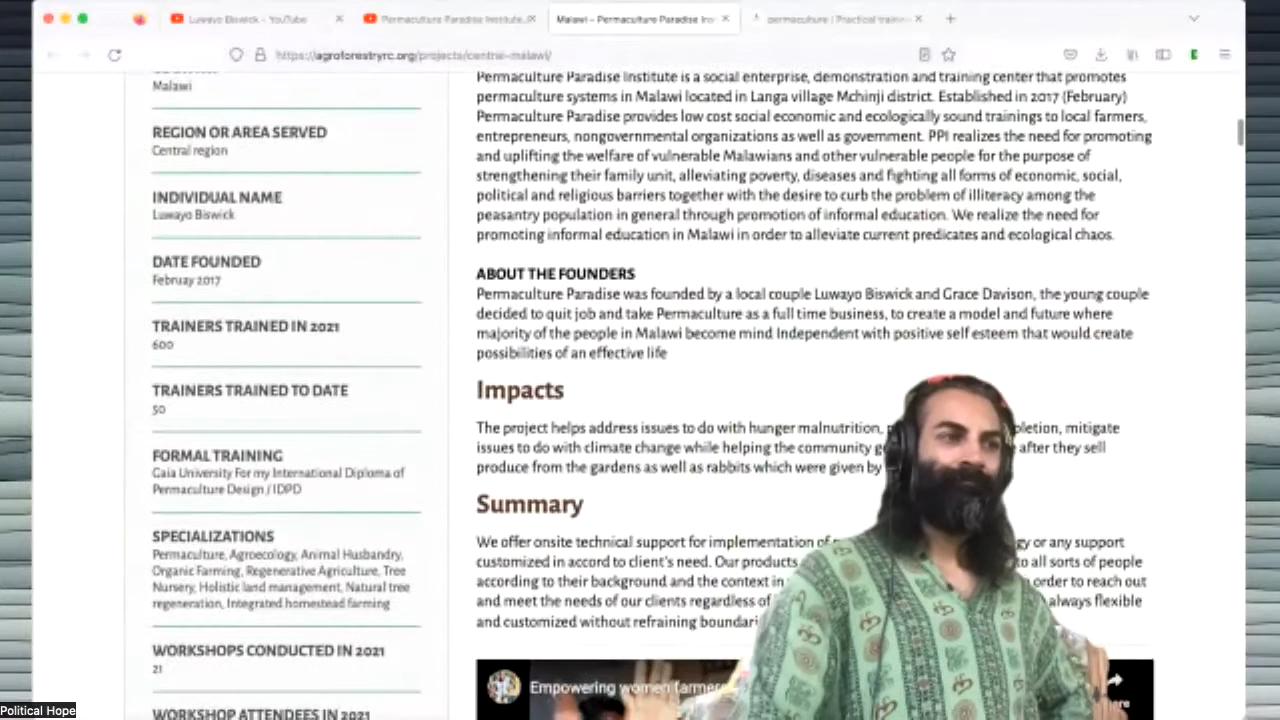 Luwayo Biswick - YouTube
Permaculture Paradise Institute
Malawi – Permaculture Paradise Ins
permaculture | Practical trainin
https://agroforestryrc.org/projects/central-malawi/
Malawi
REGION OR AREA SERVED
Central region
INDIVIDUAL NAME
Luwayo Biswick
DATE FOUNDED
Februay 2017
TRAINERS TRAINED IN 2021
600
TRAINERS TRAINED TO DATE
50
FORMAL TRAINING
Gaia University For my International Diploma of
Permaculture Design / IDPD
SPECIALIZATIONS
Permaculture, Agroecology, Animal Husbandry,
Organic Farming, Regenerative Agriculture, Tree
Nursery, Holistic land management, Natural tree
regeneration, Integrated homestead farming
WORKSHOPS CONDUCTED IN 2021
21
WORKSHOP ATTENDEES IN 2021
Permaculture Paradise Institute is a social enterprise, demonstration and training center that promotes
permaculture systems in Malawi located in Langa village Mchinji district. Established in 2017 (February)
Permaculture Paradise provides low cost social economic and ecologically sound trainings to local farmers,
entrepreneurs, nongovernmental organizations as well as government. PPI realizes the need for promoting
and uplifting the welfare of vulnerable Malawians and other vulnerable people for the purpose of
strengthening their family unit, alleviating poverty, diseases and fighting all forms of economic, social,
political and religious barriers together with the desire to curb the problem of illiteracy among the
peasantry population in general through promotion of informal education. We realize the need for
promoting informal education in Malawi in order to alleviate current predicates and ecological chaos.
ABOUT THE FOUNDERS
Permaculture Paradise was founded by a local couple Luwayo Biswick and Grace Davison, the young couple
decided to quit job and take Permaculture as a full time business, to create a model and future where
majority of the people in Malawi become mind Independent with positive self esteem that would create
possibilities of an effective life
Impacts
The project helps address issues to do with hunger malnutrition, pletion, mitigate
issues to do with climate change while helping the community after they sell
produce from the gardens as well as rabbits which were given by
Summary
We offer onsite technical support for implementation of gy or any support
customized in accord to client's need. Our products to all sorts of people
according to their background and the context in order to reach out
and meet the needs of our clients regardless of always flexible
and customized without refraining boundari
Empowering women farmers
Political Hope